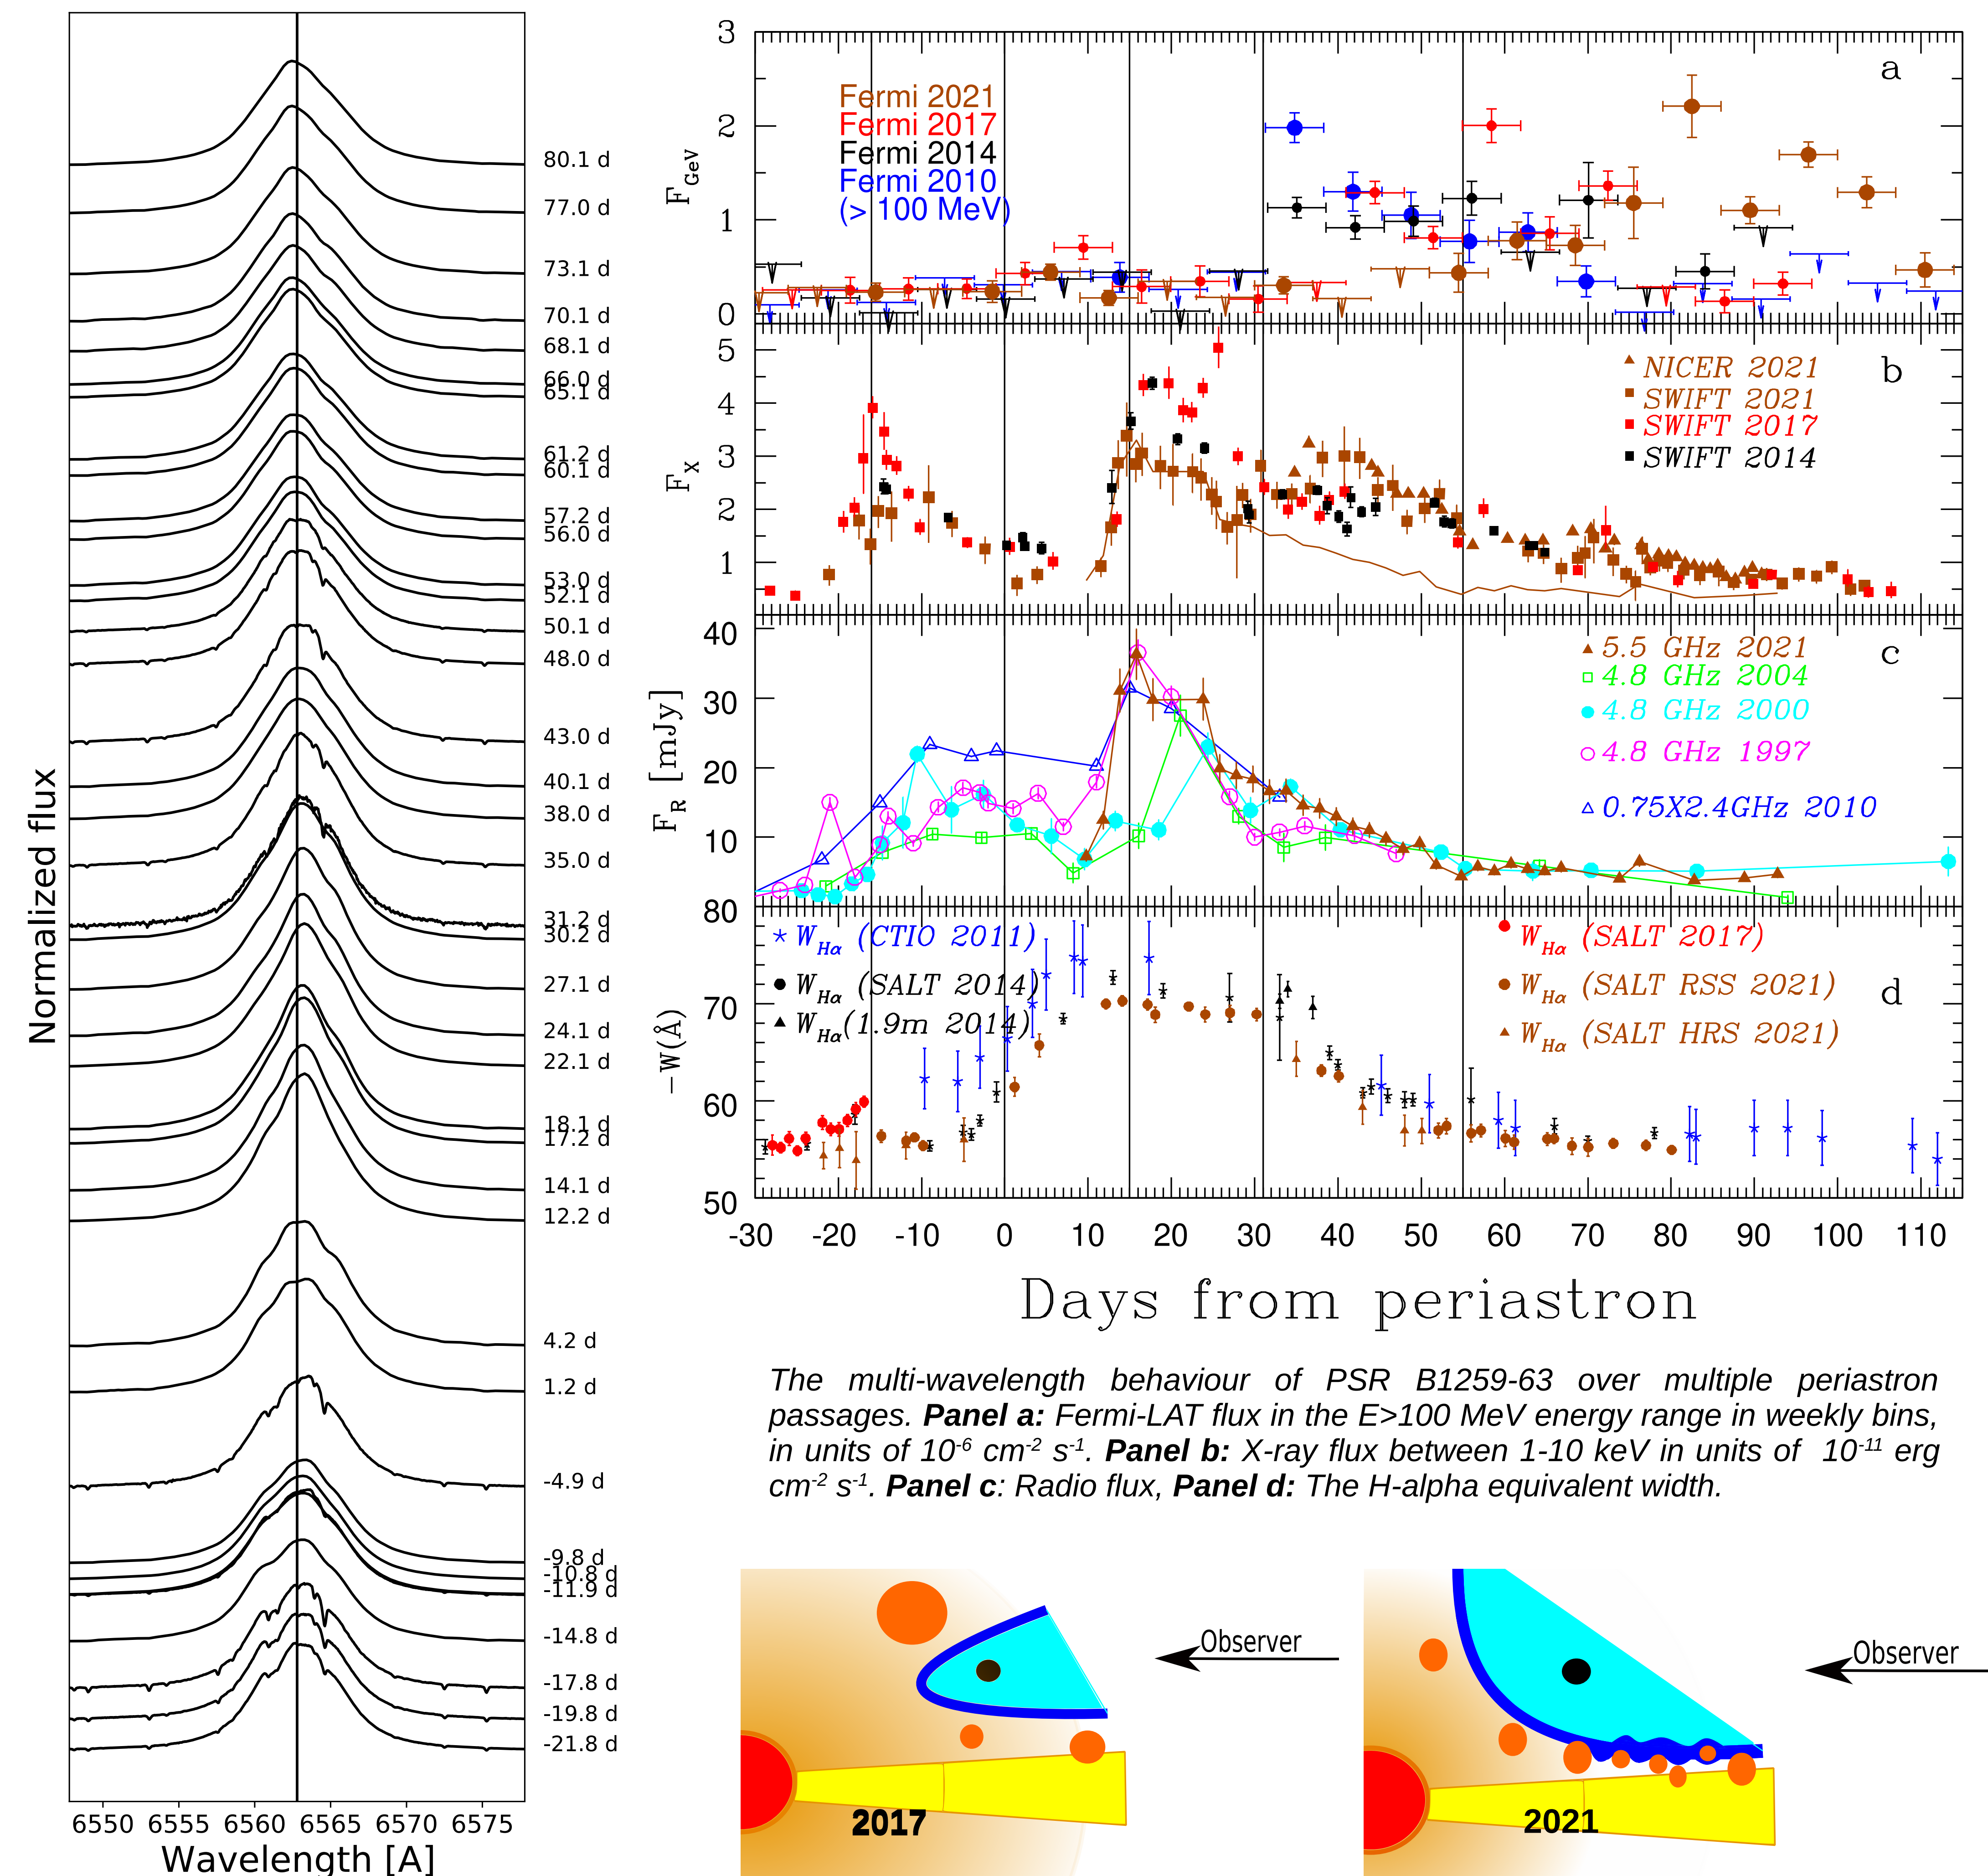 Normalized flux
80.1 d
77.0 d
73.1 d
70.1 d
68.1 d
66.0 d
65.1 d
61.2 d
60.1 d
57.2 d
56.0 d
53.0 d
52.1 d
50.1 d
48.0 d
43.0 d
40.1 d
38.0 d
35.0 d
31.2 d
30.2 d
27.1 d
24.1 d
22.1 d
18.1 d
17.2 d
14.1 d
12.2 d
4.2 d
1.2 d
-4.9 d
-9.8 d
-10.8 d
-11.9 d
-14.8 d
-17.8 d
-19.8 d
-21.8 d
6550 6555 6560 6565 6570 6575
Wavelength [A]
a
F_GeV
3
2
1
0
Fermi 2021
Fermi 2017
Fermi 2014
Fermi 2010
(> 100 MeV)
b
F_X
5
4
3
2
1
NICER 2021
SWIFT 2021
SWIFT 2017
SWIFT 2014
c
F_R [mJy]
40
30
20
10
5.5 GHz 2021
4.8 GHz 2004
4.8 GHz 2000
4.8 GHz 1997
0.75X2.4GHz 2010
d
−W(Å)
80
70
60
50
W_Hα (CTIO 2011)
W_Hα (SALT 2014)
W_Hα(1.9m 2014)
W_Hα (SALT 2017)
W_Hα (SALT RSS 2021)
W_Hα (SALT HRS 2021)
-30 -20 -10 0 10 20 30 40 50 60 70 80 90 100 110
Days from periastron
The multi-wavelength behaviour of PSR B1259-63 over multiple periastron
passages. Panel a: Fermi-LAT flux in the E>100 MeV energy range in weekly bins,
in units of 10⁻⁶ cm⁻² s⁻¹. Panel b: X-ray flux between 1-10 keV in units of 10⁻¹¹ erg
cm⁻² s⁻¹. Panel c: Radio flux, Panel d: The H-alpha equivalent width.
Observer
2017
Observer
2021